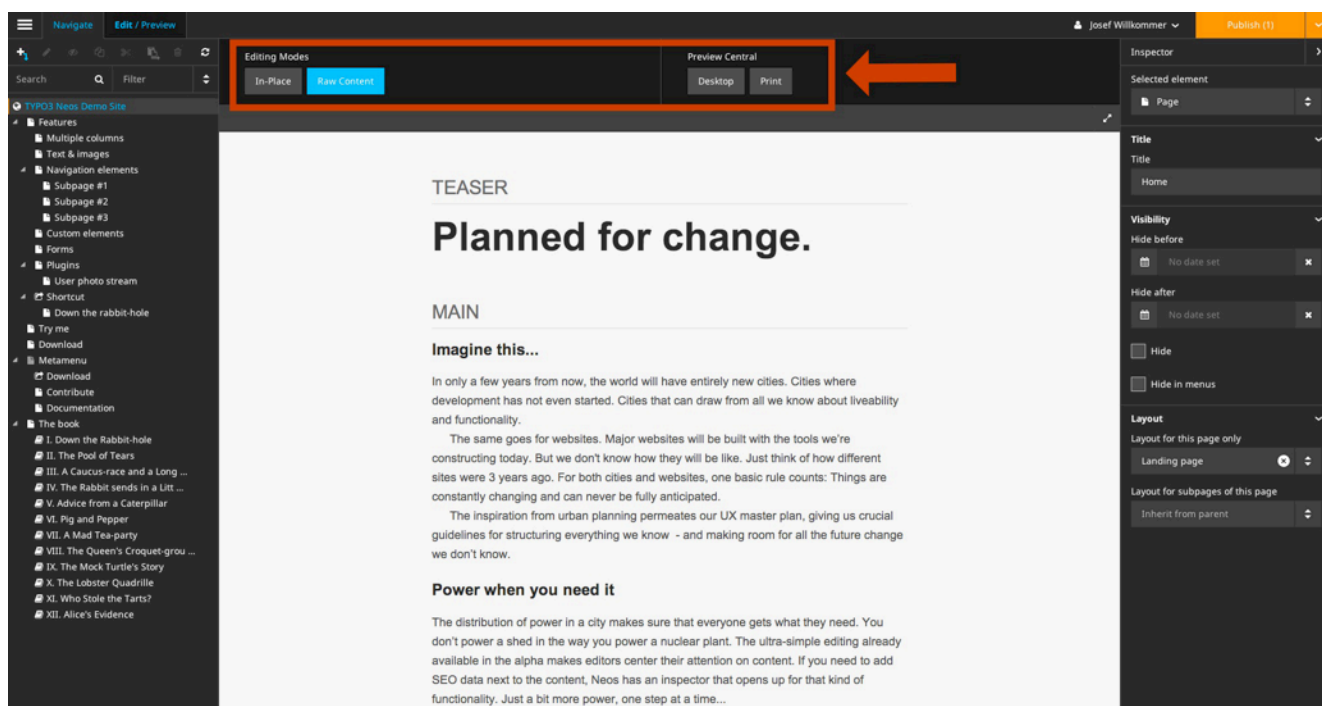 Navigate
Edit / Preview
Josef Willkommer
Publish (1)
Search
Filter
TYPO3 Neos Demo Site
Features
Multiple columns
Text & images
Navigation elements
Subpage #1
Subpage #2
Subpage #3
Custom elements
Forms
Plugins
User photo stream
Shortcut
Down the rabbit-hole
Try me
Download
Metamenu
Download
Contribute
Documentation
The book
I. Down the Rabbit-hole
II. The Pool of Tears
III. A Caucus-race and a Long ...
IV. The Rabbit sends in a Litt ...
V. Advice from a Caterpillar
VI. Pig and Pepper
VII. A Mad Tea-party
VIII. The Queen's Croquet-grou ...
IX. The Mock Turtle's Story
X. The Lobster Quadrille
XI. Who Stole the Tarts?
XII. Alice's Evidence
Editing Modes
In-Place
Raw Content
Preview Central
Desktop
Print
TEASER
Planned for change.
MAIN
Imagine this...
In only a few years from now, the world will have entirely new cities. Cities where
development has not even started. Cities that can draw from all we know about liveability
and functionality.
The same goes for websites. Major websites will be built with the tools we're
constructing today. But we don't know how they will be like. Just think of how different
sites were 3 years ago. For both cities and websites, one basic rule counts: Things are
constantly changing and can never be fully anticipated.
The inspiration from urban planning permeates our UX master plan, giving us crucial
guidelines for structuring everything we know - and making room for all the future change
we don't know.
Power when you need it
The distribution of power in a city makes sure that everyone gets what they need. You
don't power a shed in the way you power a nuclear plant. The ultra-simple editing already
available in the alpha makes editors center their attention on content. If you need to add
SEO data next to the content, Neos has an inspector that opens up for that kind of
functionality. Just a bit more power, one step at a time...
Inspector
Selected element
Page
Title
Title
Home
Visibility
Hide before
No date set
Hide after
No date set
Hide
Hide in menus
Layout
Layout for this page only
Landing page
Layout for subpages of this page
Inherit from parent